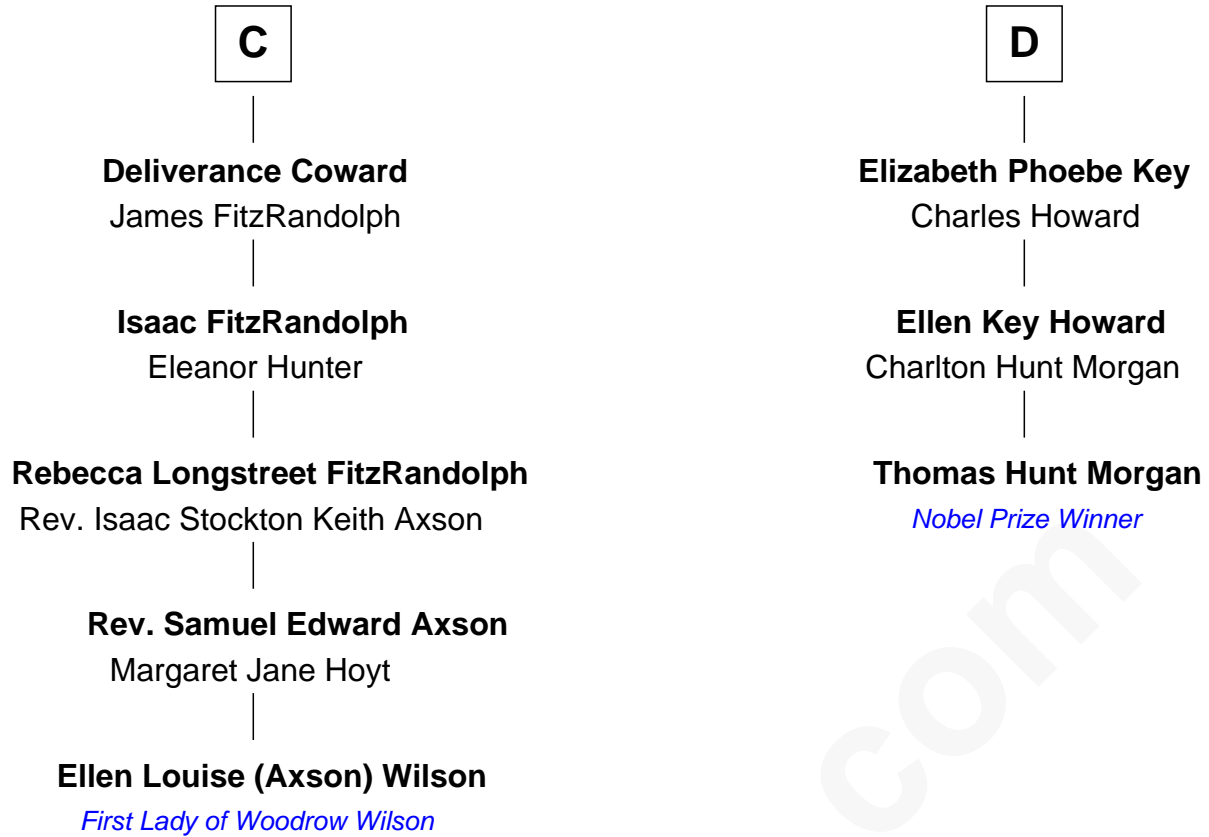 C
Deliverance Coward
James FitzRandolph
Isaac FitzRandolph
Eleanor Hunter
Rebecca Longstreet FitzRandolph
Rev. Isaac Stockton Keith Axson
Rev. Samuel Edward Axson
Margaret Jane Hoyt
Ellen Louise (Axson) Wilson
First Lady of Woodrow Wilson
D
Elizabeth Phoebe Key
Charles Howard
Ellen Key Howard
Charlton Hunt Morgan
Thomas Hunt Morgan
Nobel Prize Winner
com